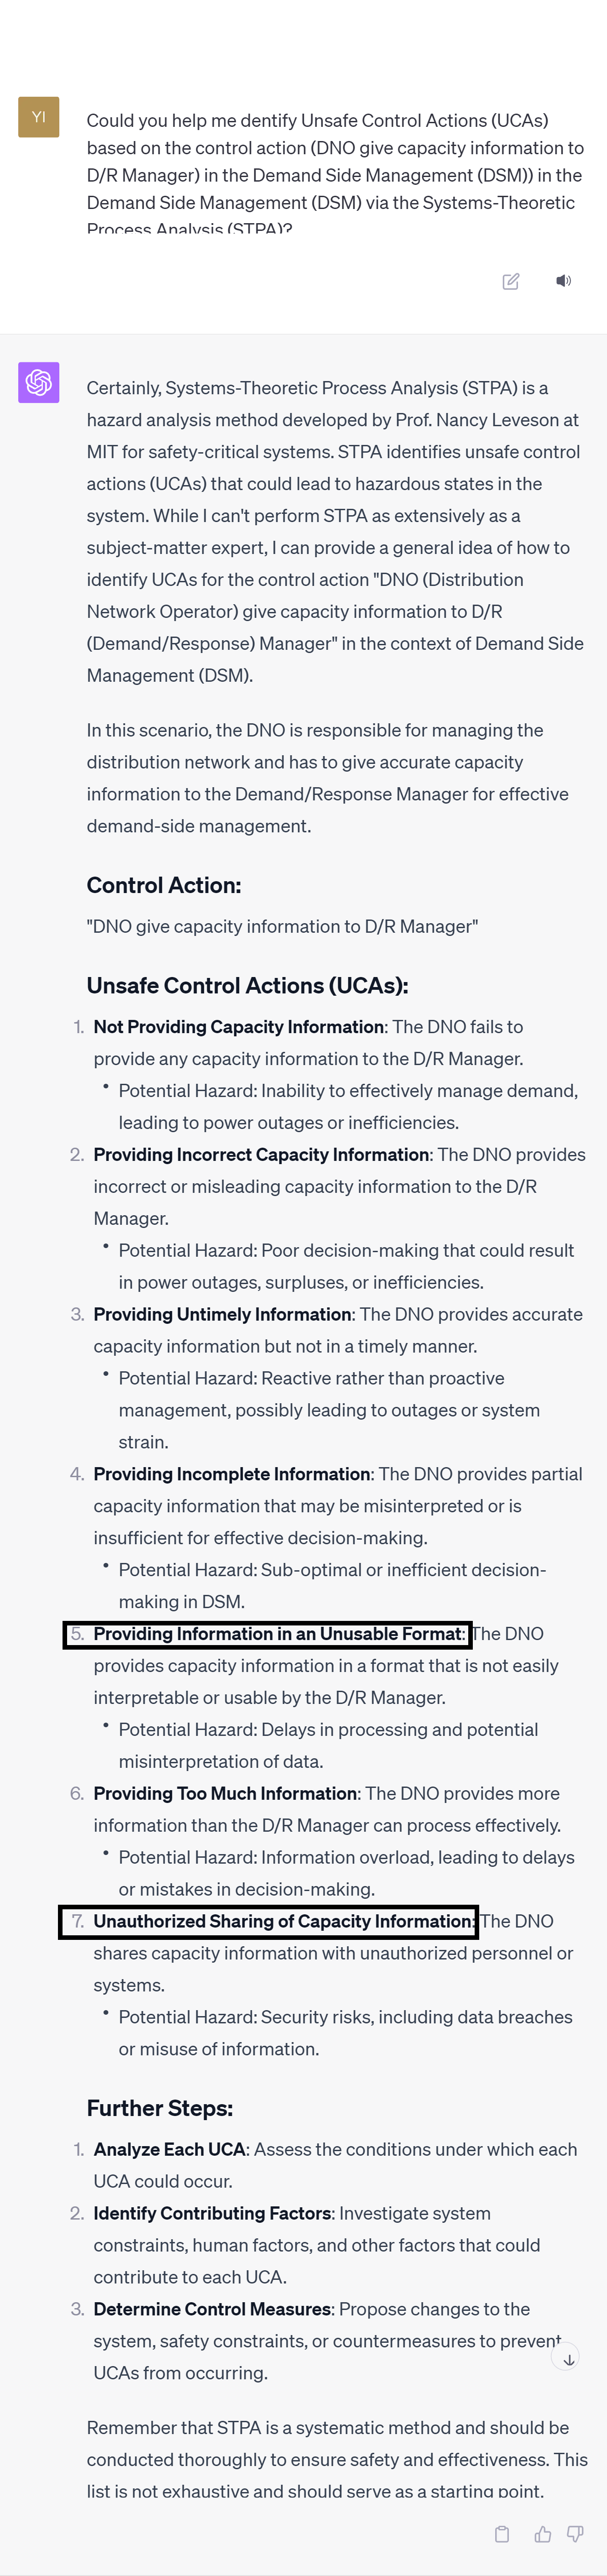 YI
Could you help me dentify Unsafe Control Actions (UCAs)
based on the control action (DNO give capacity information to
D/R Manager) in the Demand Side Management (DSM)) in the
Demand Side Management (DSM) via the Systems-Theoretic
Process Analysis (STPA)?
Certainly, Systems-Theoretic Process Analysis (STPA) is a
hazard analysis method developed by Prof. Nancy Leveson at
MIT for safety-critical systems. STPA identifies unsafe control
actions (UCAs) that could lead to hazardous states in the
system. While I can't perform STPA as extensively as a
subject-matter expert, I can provide a general idea of how to
identify UCAs for the control action "DNO (Distribution
Network Operator) give capacity information to D/R
(Demand/Response) Manager" in the context of Demand Side
Management (DSM).
In this scenario, the DNO is responsible for managing the
distribution network and has to give accurate capacity
information to the Demand/Response Manager for effective
demand-side management.
Control Action:
"DNO give capacity information to D/R Manager"
Unsafe Control Actions (UCAs):
1. Not Providing Capacity Information: The DNO fails to
provide any capacity information to the D/R Manager.
• Potential Hazard: Inability to effectively manage demand,
leading to power outages or inefficiencies.
2. Providing Incorrect Capacity Information: The DNO provides
incorrect or misleading capacity information to the D/R
Manager.
• Potential Hazard: Poor decision-making that could result
in power outages, surpluses, or inefficiencies.
3. Providing Untimely Information: The DNO provides accurate
capacity information but not in a timely manner.
• Potential Hazard: Reactive rather than proactive
management, possibly leading to outages or system
strain.
4. Providing Incomplete Information: The DNO provides partial
capacity information that may be misinterpreted or is
insufficient for effective decision-making.
• Potential Hazard: Sub-optimal or inefficient decision-
making in DSM.
5. Providing Information in an Unusable Format: The DNO
provides capacity information in a format that is not easily
interpretable or usable by the D/R Manager.
• Potential Hazard: Delays in processing and potential
misinterpretation of data.
6. Providing Too Much Information: The DNO provides more
information than the D/R Manager can process effectively.
• Potential Hazard: Information overload, leading to delays
or mistakes in decision-making.
7. Unauthorized Sharing of Capacity Information: The DNO
shares capacity information with unauthorized personnel or
systems.
• Potential Hazard: Security risks, including data breaches
or misuse of information.
Further Steps:
1. Analyze Each UCA: Assess the conditions under which each
UCA could occur.
2. Identify Contributing Factors: Investigate system
constraints, human factors, and other factors that could
contribute to each UCA.
3. Determine Control Measures: Propose changes to the
system, safety constraints, or countermeasures to prevent
UCAs from occurring.
Remember that STPA is a systematic method and should be
conducted thoroughly to ensure safety and effectiveness. This
list is not exhaustive and should serve as a starting point.